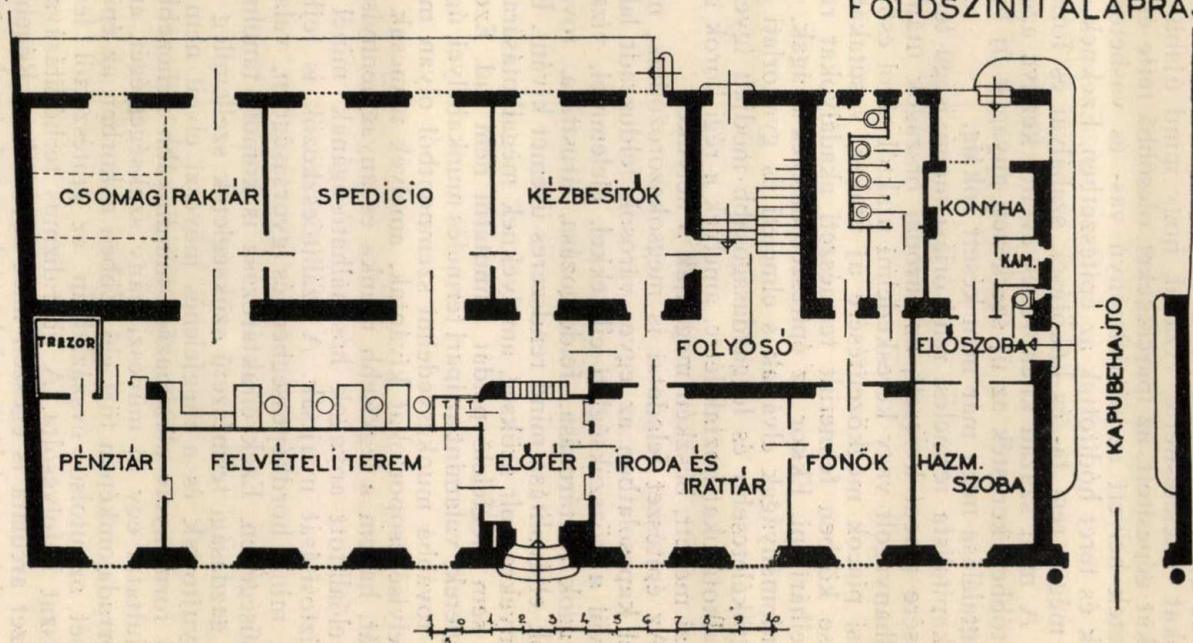 FÖLDSZINTI ALAPRA
CSOMAG RAKTÁR
SPEDICIO
KÉZBESITŐK
KONYHA
KAM.
TRAZOR
FOLYOSÓ
ELŐSZOBA
KAPUBEHAJTÓ
PÉNZTÁR
FELVÉTELI TEREM
ELŐTÉR
IRODA ÉS
IRATTÁR
FŐNÖK
HÁZM.
SZOBA
T T
1 0 1 2 3 4 5 6 7 8 9 10